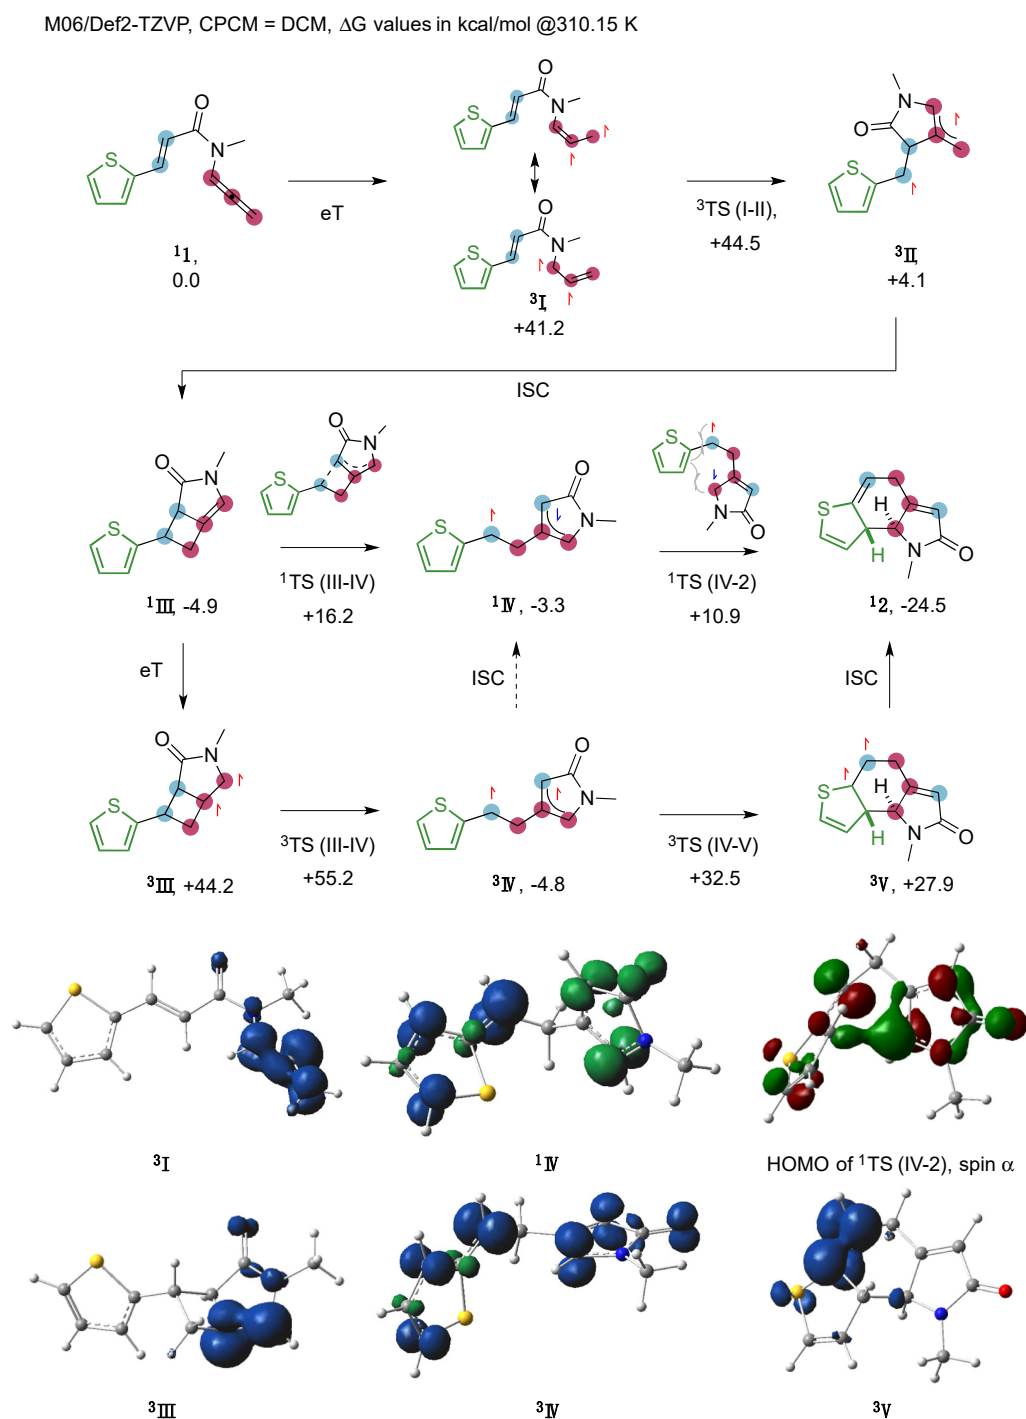 M06/Def2-TZVP, CPCM = DCM, ΔG values in kcal/mol @310.15 K
S O N
¹1,
0.0
eT
S O N
S O N
³I,
+41.2
³TS (I-II),
+44.5
N O S
³II,
+4.1
ISC
O N S
¹III, -4.9
O N S
¹TS (III-IV)
+16.2
S O N
¹IV, -3.3
S N O
¹TS (IV-2)
+10.9
S H H N O
¹2, -24.5
eT
ISC
ISC
O N S
³III, +44.2
³TS (III-IV)
+55.2
S O N
³IV, -4.8
³TS (IV-V)
+32.5
S H H N O
³V, +27.9
³I
¹IV
HOMO of ¹TS (IV-2), spin α
³III
³IV
³V